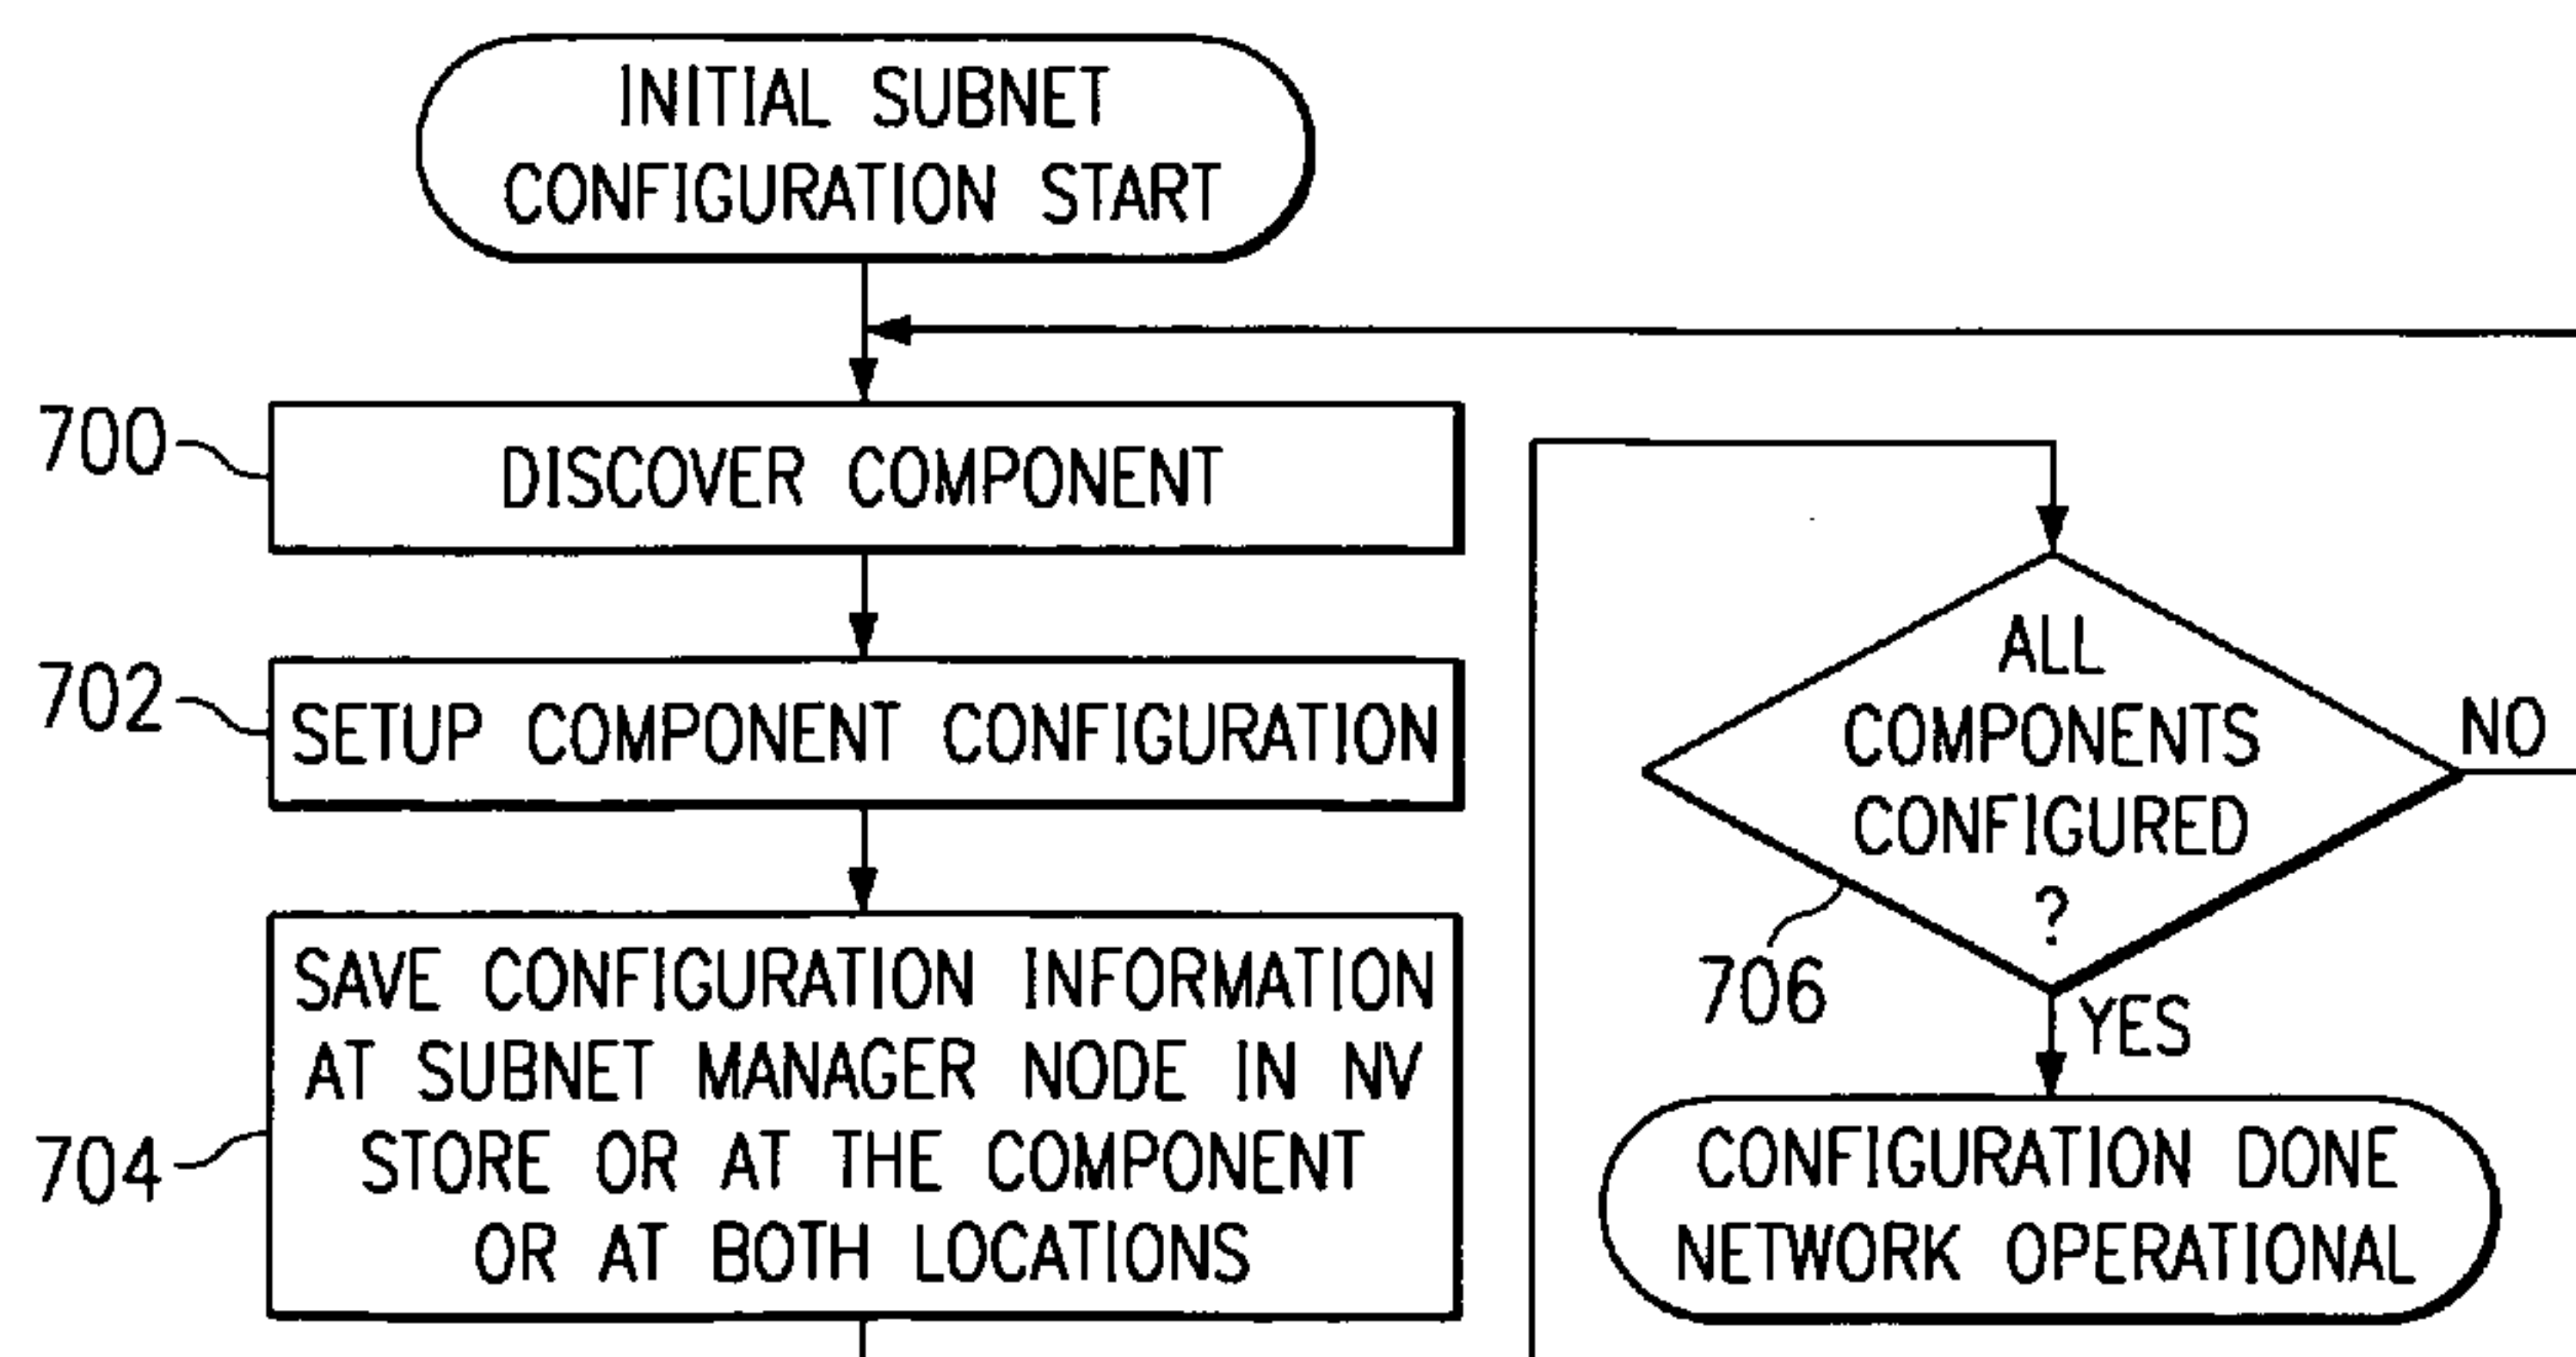 INITIAL SUBNET
CONFIGURATION START
700
DISCOVER COMPONENT
702
SETUP COMPONENT CONFIGURATION
704
SAVE CONFIGURATION INFORMATION
AT SUBNET MANAGER NODE IN NV
STORE OR AT THE COMPONENT
OR AT BOTH LOCATIONS
ALL
COMPONENTS
CONFIGURED
?
NO
706
YES
CONFIGURATION DONE
NETWORK OPERATIONAL